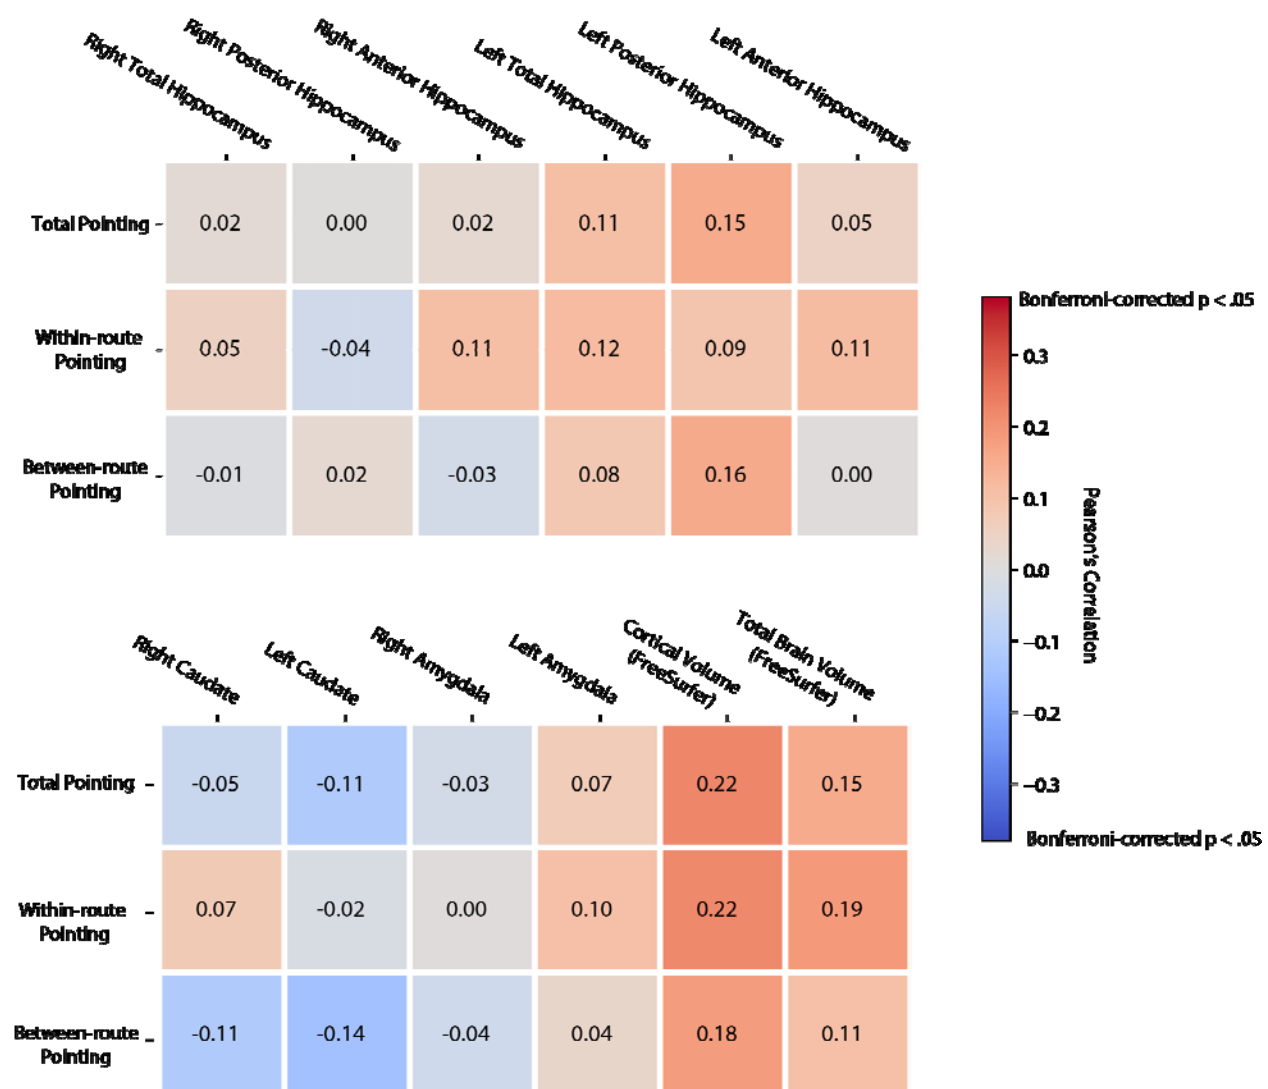 Right Total Hippocampus
Right Posterior Hippocampus
Right Anterior Hippocampus
Left Total Hippocampus
Left Posterior Hippocampus
Left Anterior Hippocampus
Total Pointing
0.02 0.00 0.02 0.11 0.15 0.05
Within-route
Pointing
0.05 -0.04 0.11 0.12 0.09 0.11
Between-route
Pointing
-0.01 0.02 -0.03 0.08 0.16 0.00
Right Caudate
Left Caudate
Right Amygdala
Left Amygdala
Cortical Volume
(FreeSurfer)
Total Brain Volume
(FreeSurfer)
Total Pointing
-0.05 -0.11 -0.03 0.07 0.22 0.15
Within-route
Pointing
0.07 -0.02 0.00 0.10 0.22 0.19
Between-route
Pointing
-0.11 -0.14 -0.04 0.04 0.18 0.11
Bonferroni-corrected p < .05
0.3
0.2
0.1
0.0
−0.1
−0.2
−0.3
Bonferroni-corrected p < .05
Pearson's Correlation